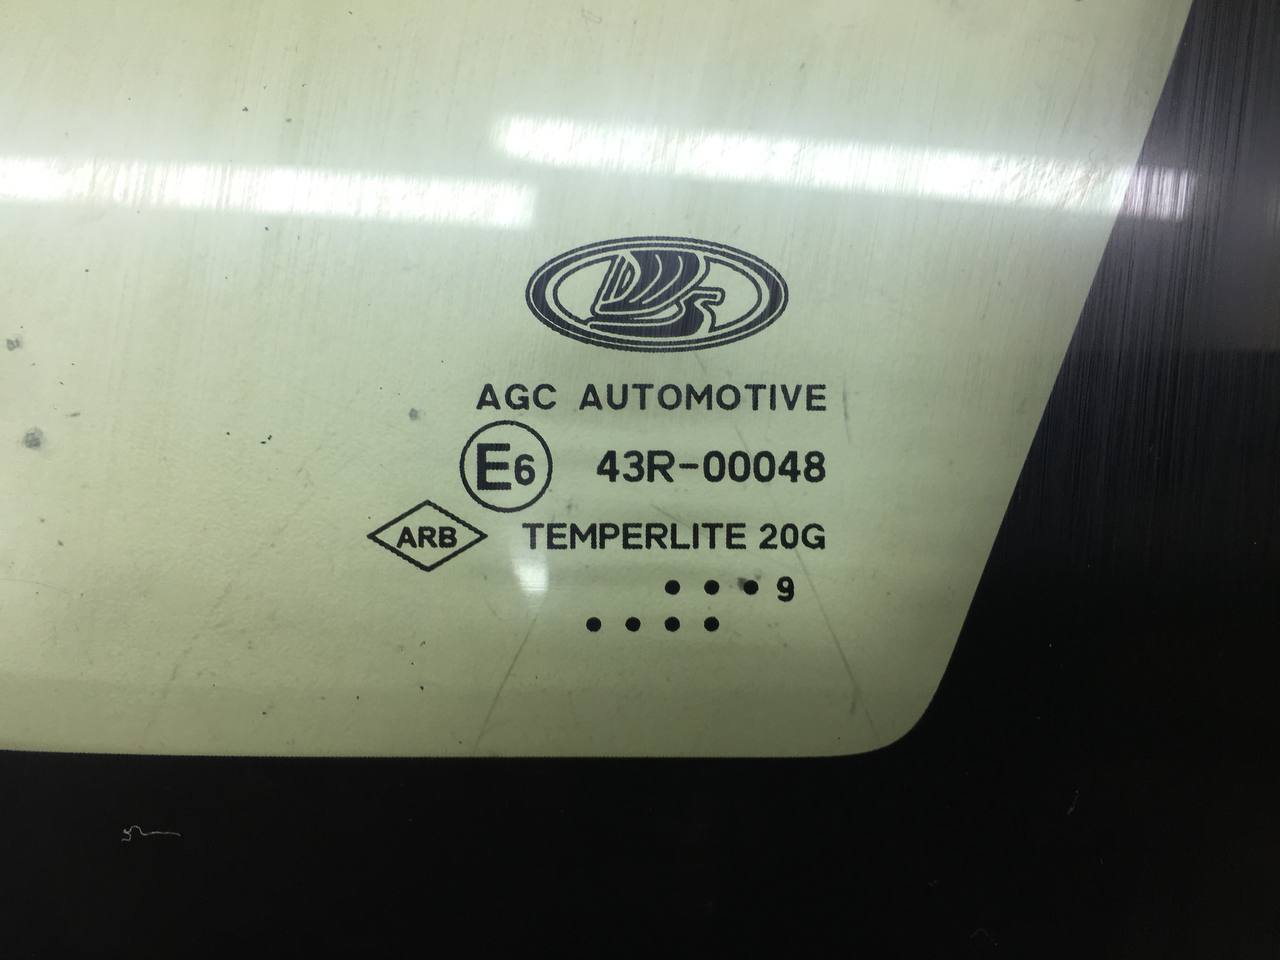 AGC AUTOMOTIVE
E6 43R-00048
ARB TEMPERLITE 20G
• • • 9
• • • •